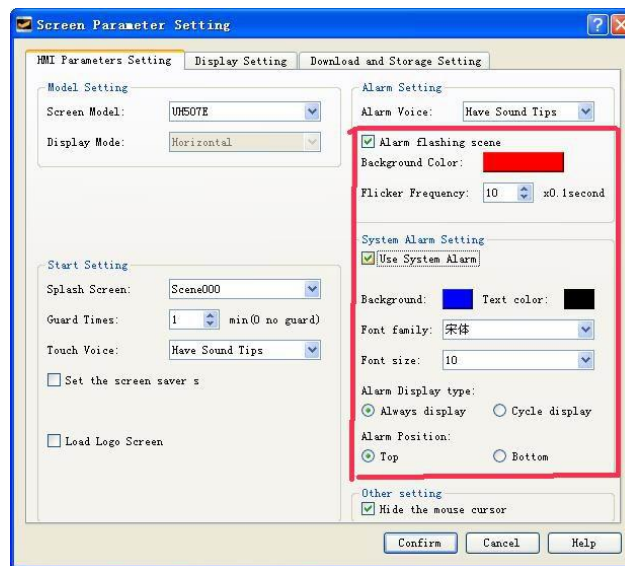 Screen Parameter Setting
HMI Parameters Setting
Display Setting
Download and Storage Setting
Model Setting
Screen Model: UH507E
Display Mode: Horizontal
Start Setting
Splash Screen: Scene000
Guard Times: 1 min(0 no guard)
Touch Voice: Have Sound Tips
Set the screen saver s
Load Logo Screen
Alarm Setting
Alarm Voice: Have Sound Tips
Alarm flashing scene
Background Color:
Flicker Frequency: 10 x0.1second
System Alarm Setting
Use System Alarm
Background: Text color:
Font family: 宋体
Font size: 10
Alarm Display type:
Always display Cycle display
Alarm Position:
Top Bottom
Other setting
Hide the mouse cursor
Confirm Cancel Help